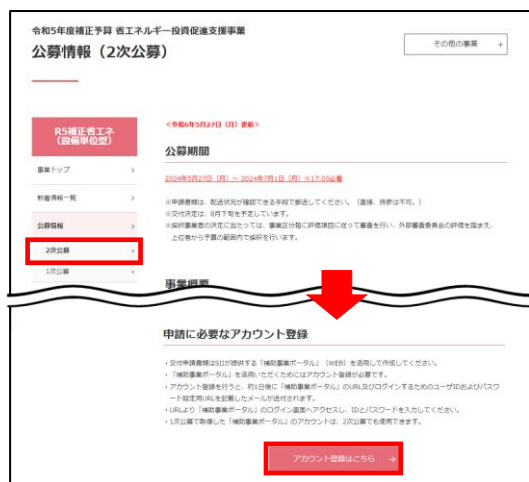 令和5年度補正予算 省エネルギー投資促進支援事業
公募情報（2次公募）
その他の事業 +
R5補正省エネ
（設備単位型）
事業トップ >
新着情報一覧 >
公募情報 >
2次公募 >
1次公募 >
＜令和6年5月27日（月）更新＞
公募期間
2024年5月27日（月）～ 2024年7月1日（月）※17:00必着
※申請書類は、配送状況が確認できる手段で郵送してください。（直接、持参は不可。）
※交付決定は、8月下旬を予定しています。
※採択事業者の決定に当たっては、事業区分毎に評価項目に従って審査を行い、外部審査委員会の評価を踏まえ、
上位者から予算の範囲内で採択を行います。
事業概要
申請に必要なアカウント登録
・交付申請書類はSIIが提供する「補助事業ポータル」（WEB）を活用して作成してください。
・「補助事業ポータル」を活用いただくためにはアカウント登録が必要です。
・アカウント登録を行うと、約1日後に「補助事業ポータル」のURL及びログインするためのユーザIDおよびパスワ
ード設定用URLを記載したメールが送付されます。
・URLより「補助事業ポータル」のログイン画面へアクセスし、IDとパスワードを入力してください。
・1次公募で取得した「補助事業ポータル」のアカウントは、2次公募でも使用できます。
アカウント登録はこちら →